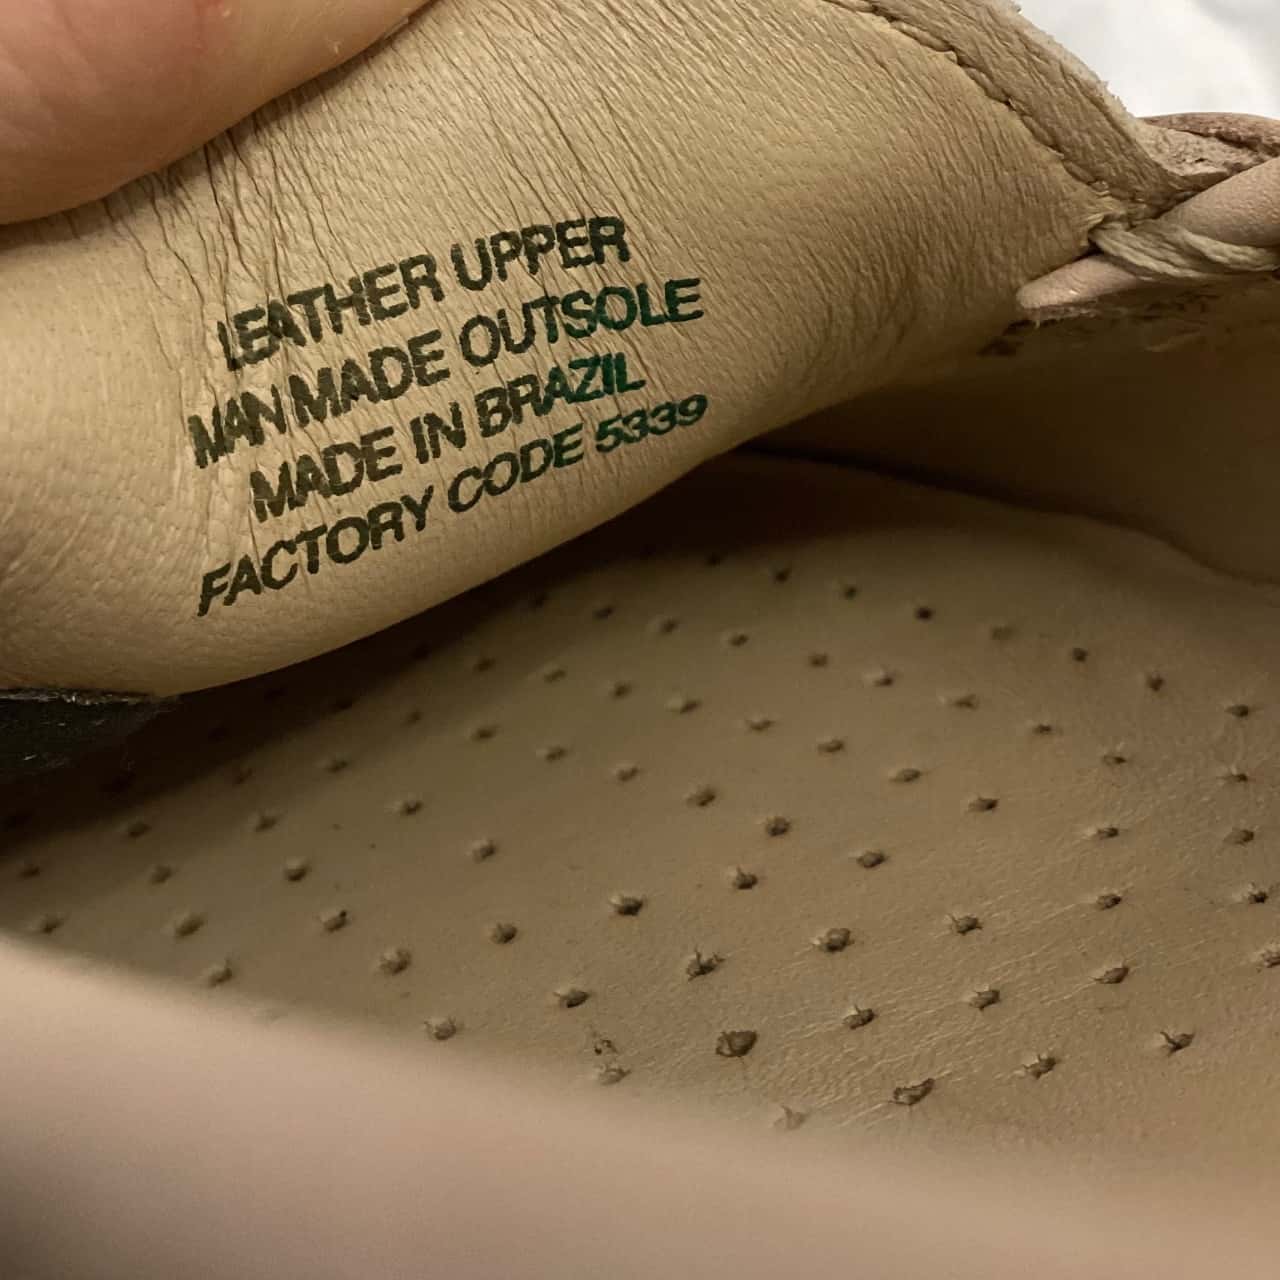 LEATHER UPPER
MAN MADE OUTSOLE
MADE IN BRAZIL
FACTORY CODE 5339